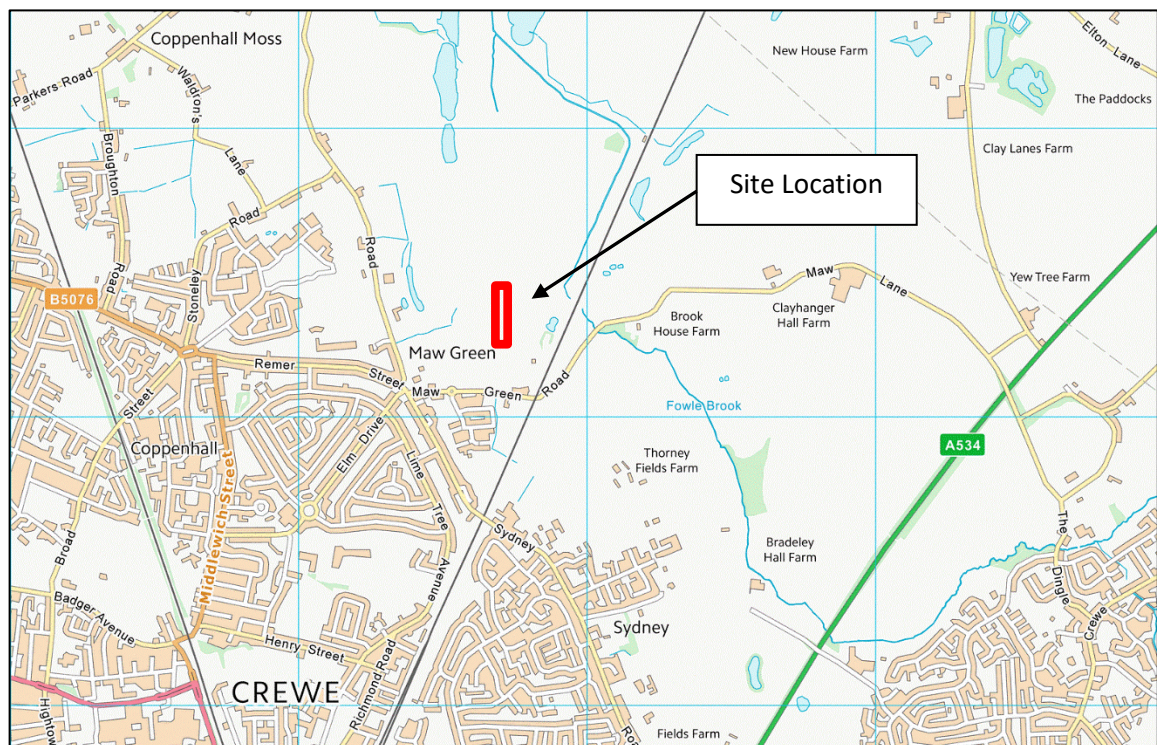 Coppenhall Moss
New House Farm
Elton Lane
Parkers Road
Waldron's
Lane
The Paddocks
Broughton
Road
Clay Lanes Farm
Site Location
Road
Stoneley
Road
Maw
Lane
Yew Tree Farm
B5076
Clayhanger
Hall Farm
Brook
House Farm
Maw Green
Remer
Street
Maw
Green
Road
Street
Broad
Coppenhall
Elm Drive
Lime
Tree
Avenue
Fowle Brook
A534
Thorney
Fields Farm
Middlewich Street
Sydney
Road
Bradeley
Hall Farm
The
Dingle
Crewe
Badger Avenue
Henry Street
Richmond Road
Sydney
CREWE
Hightow
Fields Farm